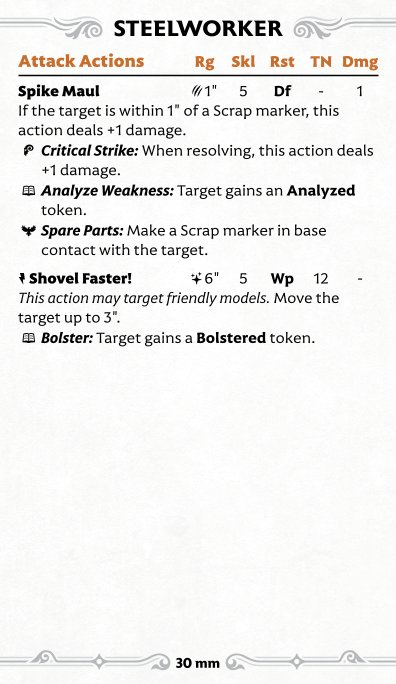 STEELWORKER
Attack Actions Rg Skl Rst TN Dmg
Spike Maul 1" 5 Df - 1
If the target is within 1" of a Scrap marker, this
action deals +1 damage.
Critical Strike: When resolving, this action deals
+1 damage.
Analyze Weakness: Target gains an Analyzed
token.
Spare Parts: Make a Scrap marker in base
contact with the target.
Shovel Faster! 6" 5 Wp 12 -
This action may target friendly models. Move the
target up to 3".
Bolster: Target gains a Bolstered token.
30 mm